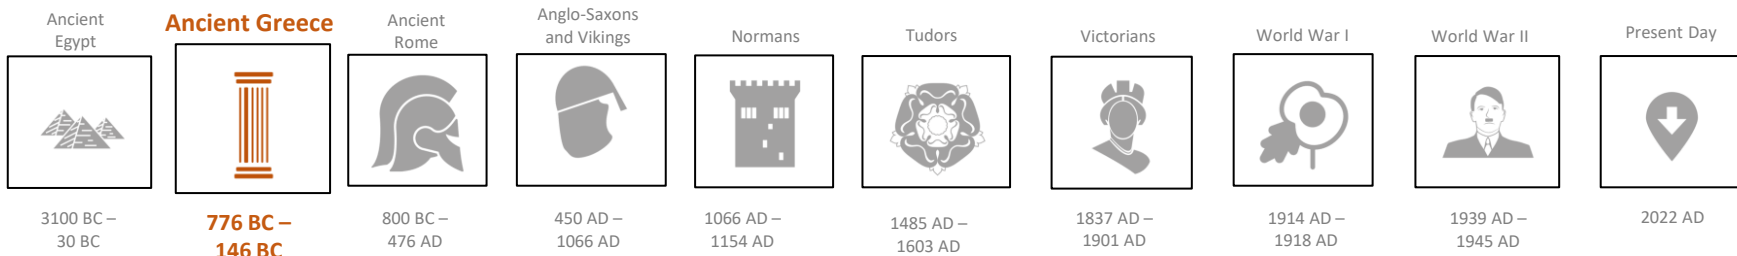 Ancient
Egypt
Ancient Greece
Ancient
Rome
Anglo-Saxons
and Vikings
Normans
Tudors
Victorians
World War I
World War II
Present Day
3100 BC –
30 BC
776 BC –
146 BC
800 BC –
476 AD
450 AD –
1066 AD
1066 AD –
1154 AD
1485 AD –
1603 AD
1837 AD –
1901 AD
1914 AD –
1918 AD
1939 AD –
1945 AD
2022 AD